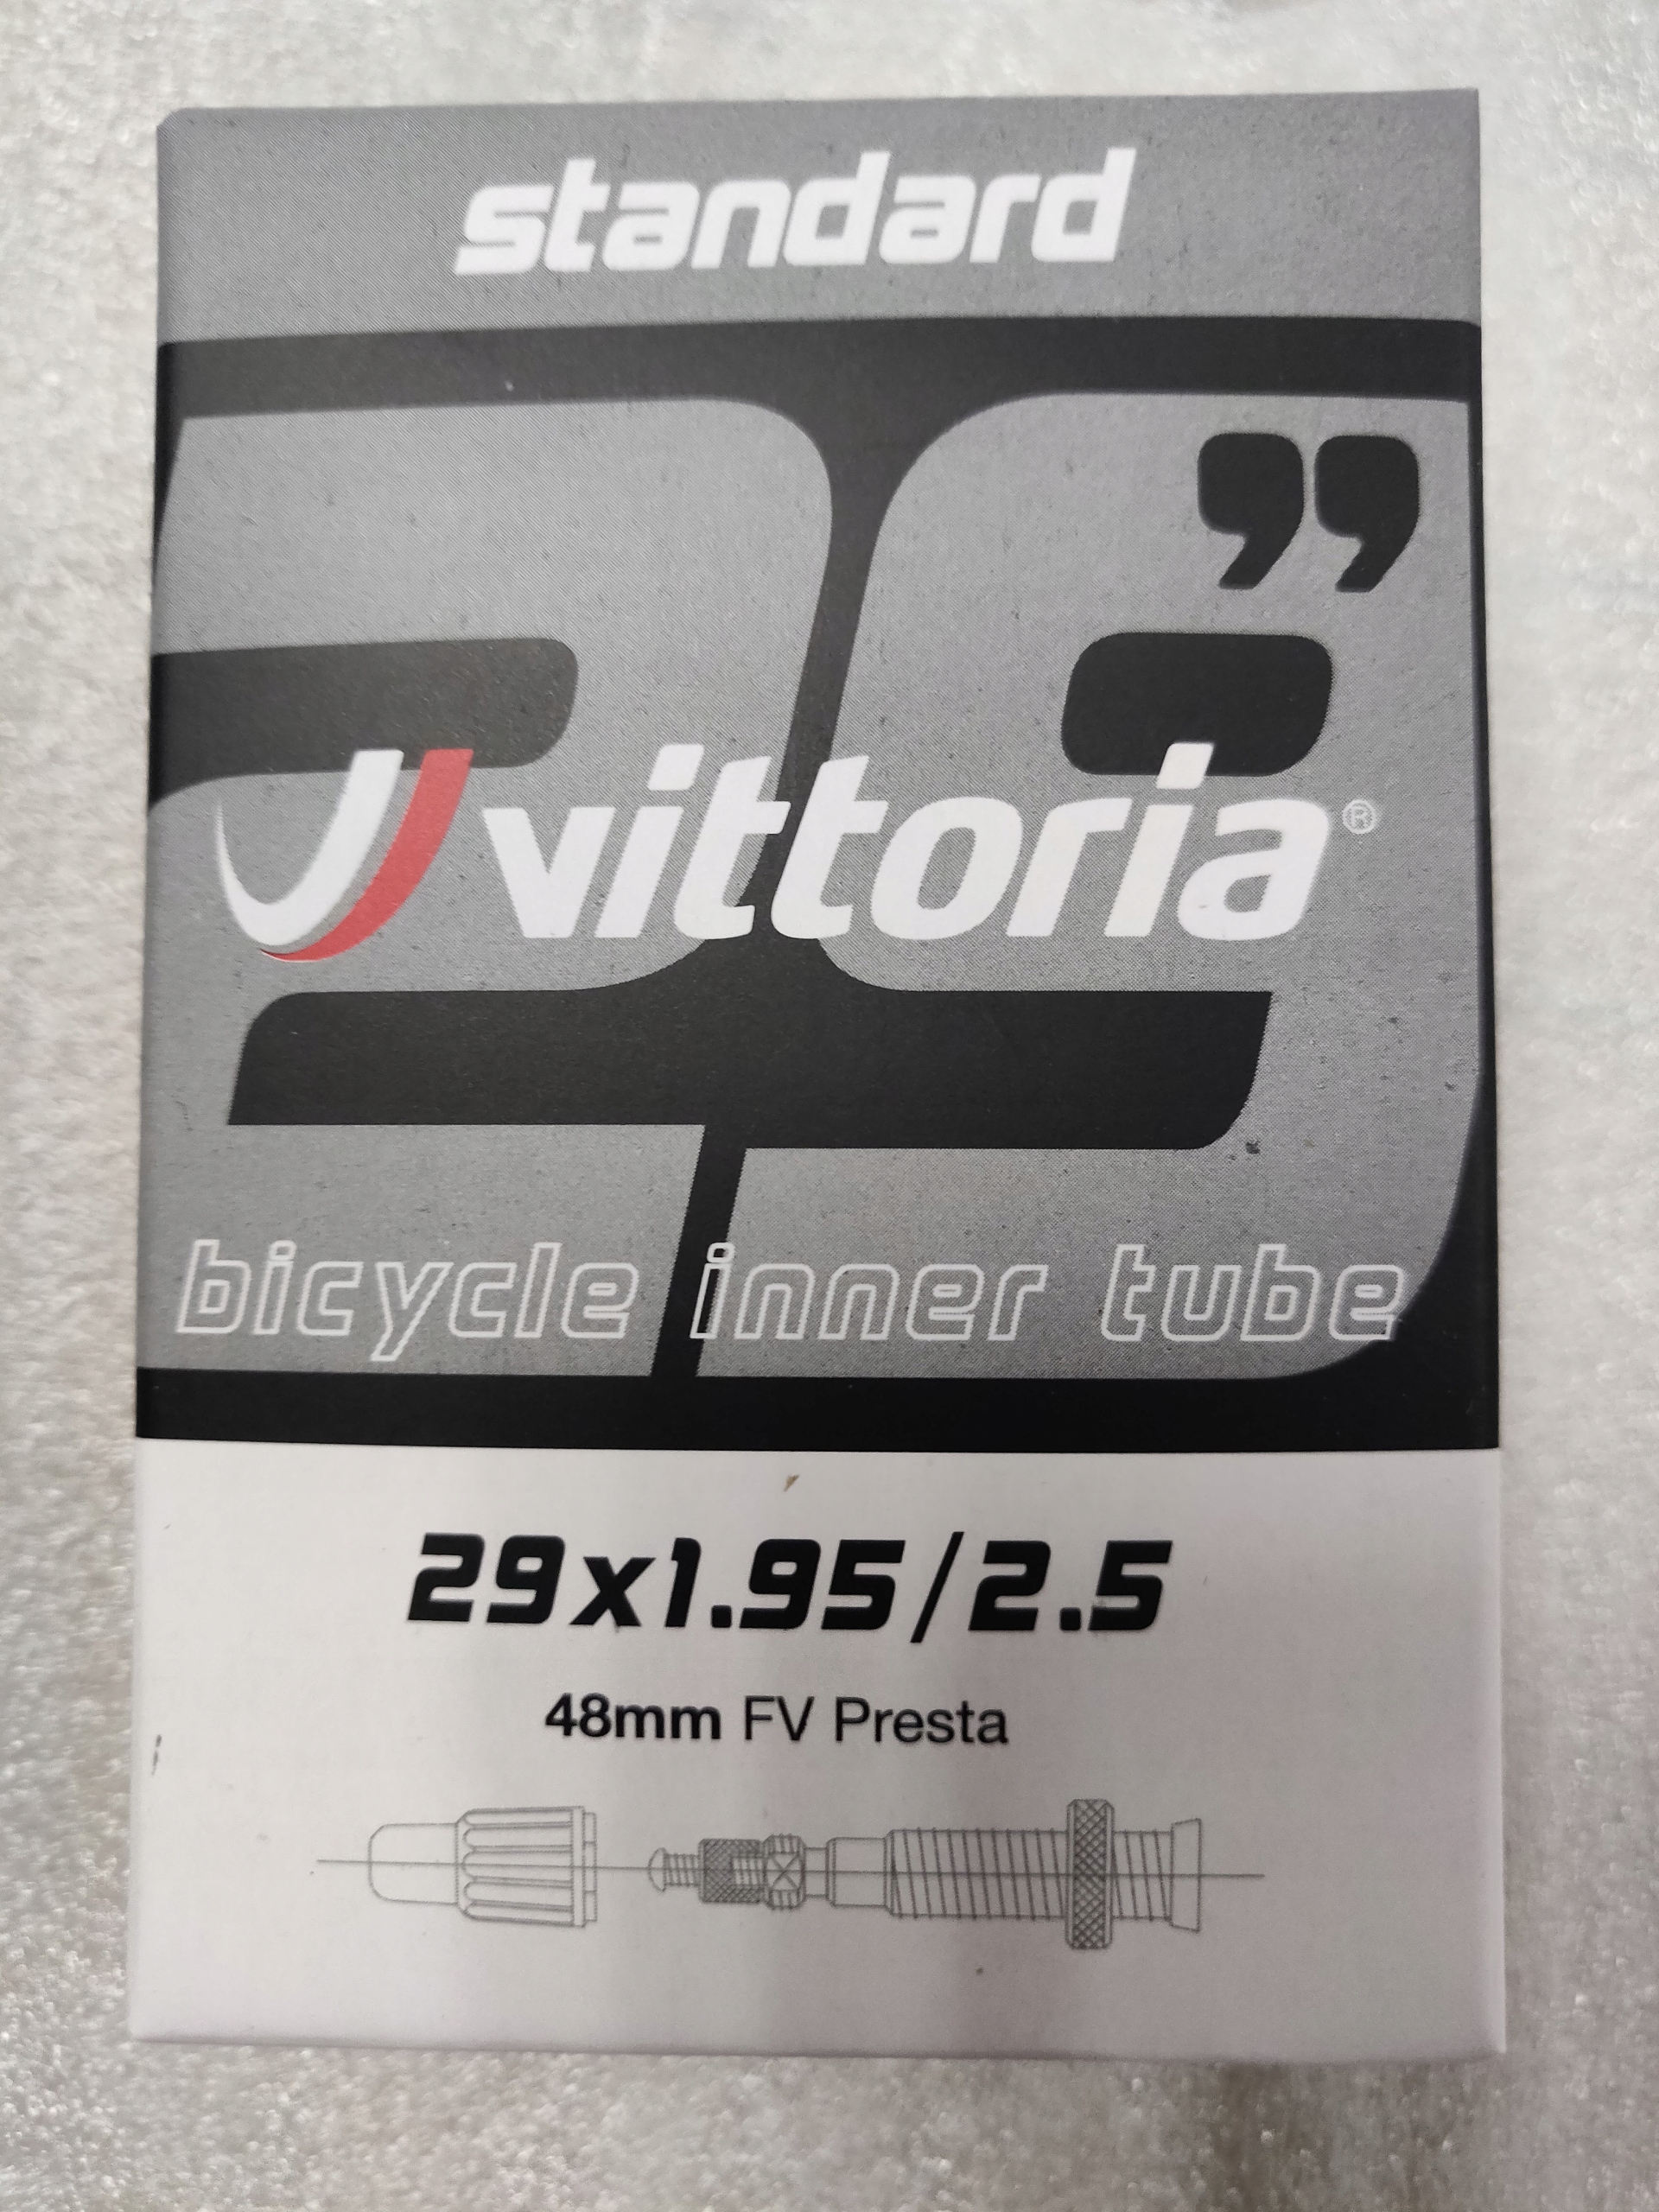 standard
29”
vittoria®
bicycle inner tube
29x1.95/2.5
48mm FV Presta